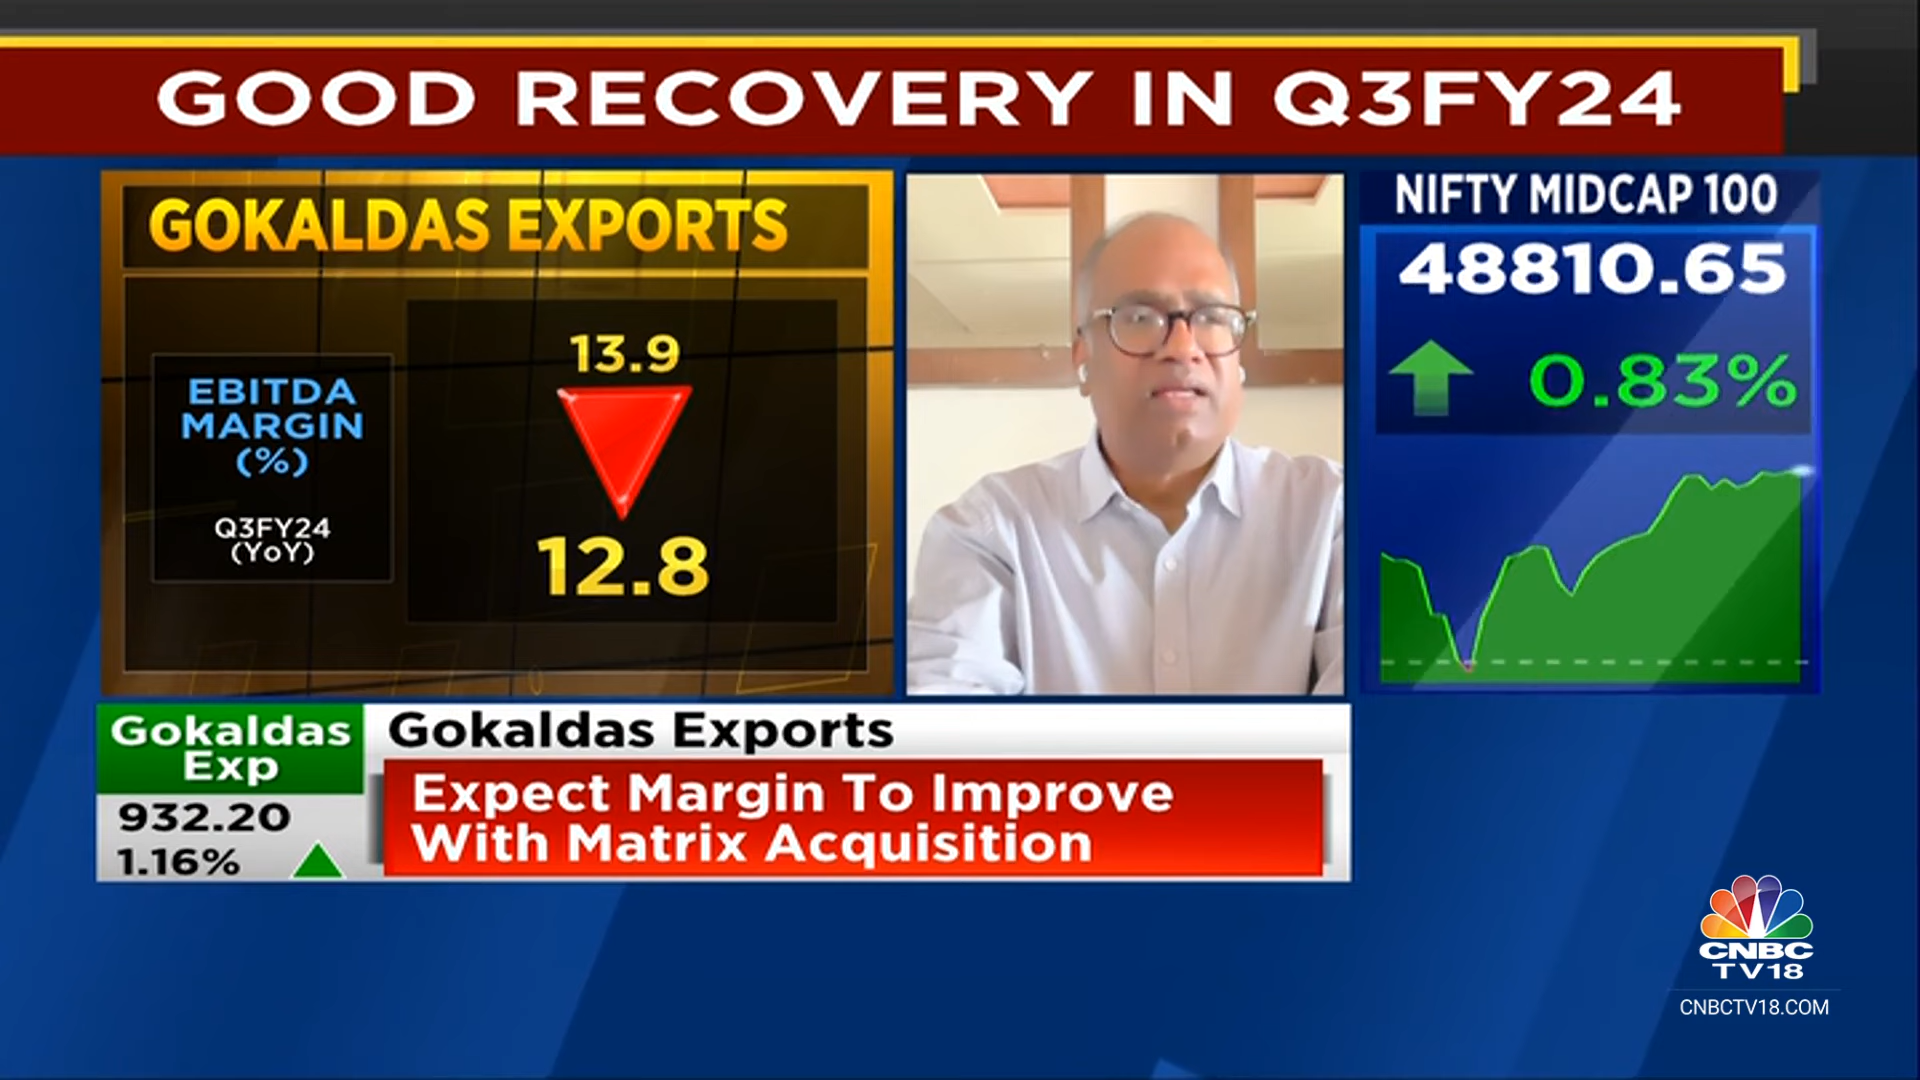 GOOD RECOVERY IN Q3FY24
GOKALDAS EXPORTS
EBITDA
MARGIN
(%)
Q3FY24
(YoY)
13.9
12.8
NIFTY MIDCAP 100
48810.65
0.83%
Gokaldas
Exp
932.20
1.16%
Gokaldas Exports
Expect Margin To Improve
With Matrix Acquisition
CNBC
TV18
CNBCTV18.COM